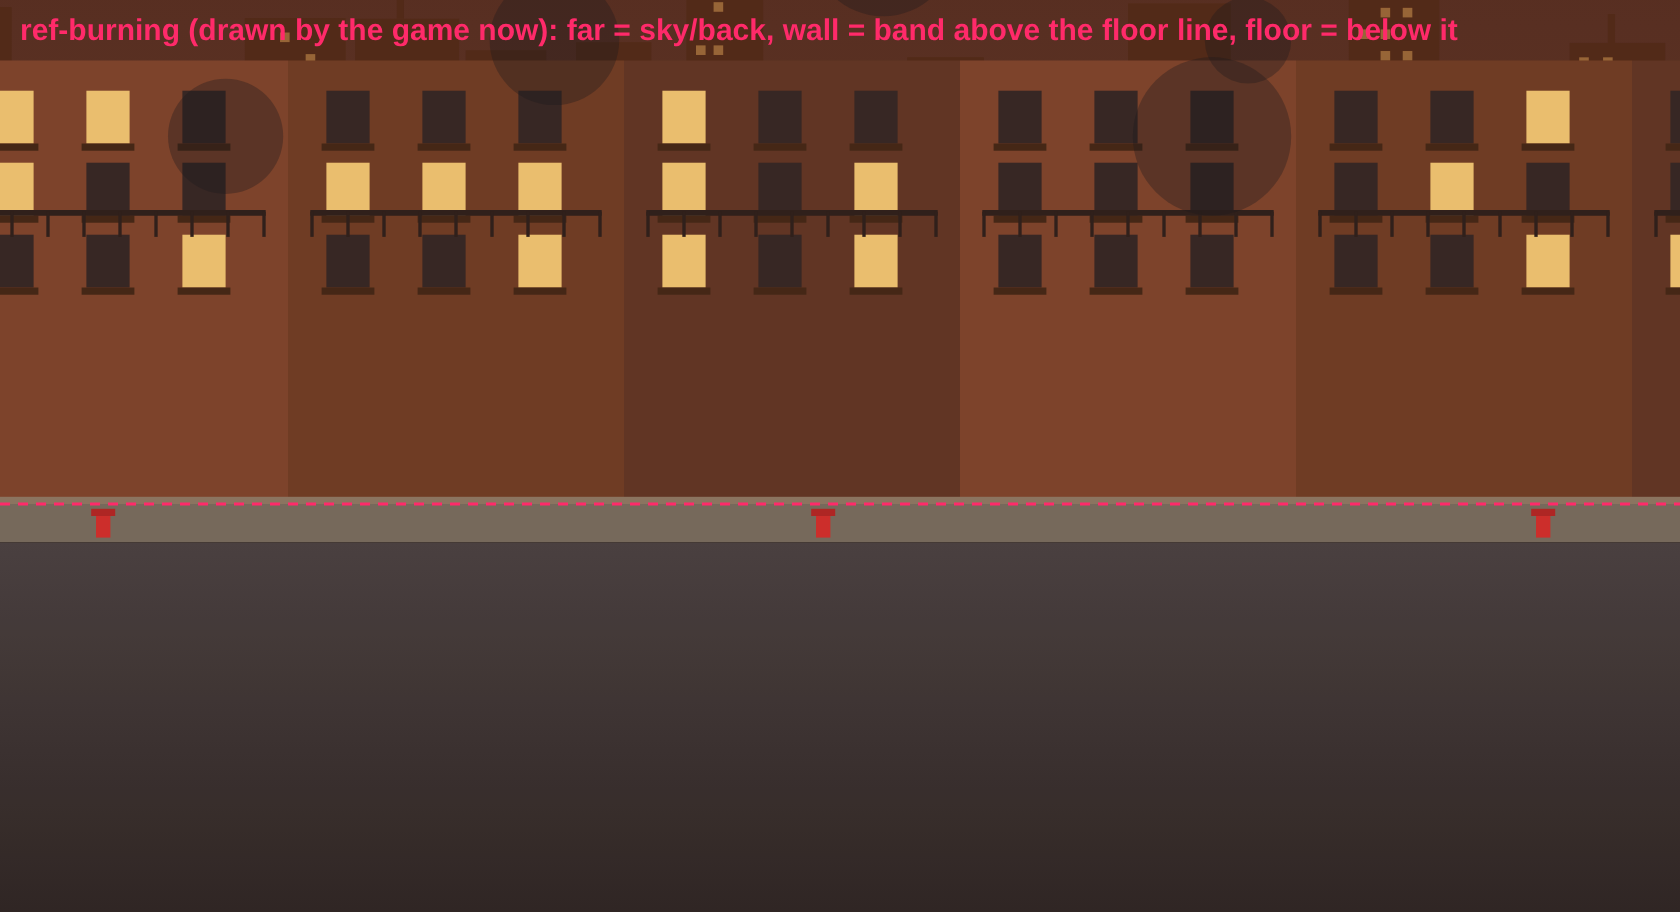 ref-burning (drawn by the game now): far = sky/back, wall = band above the floor line, floor = below it